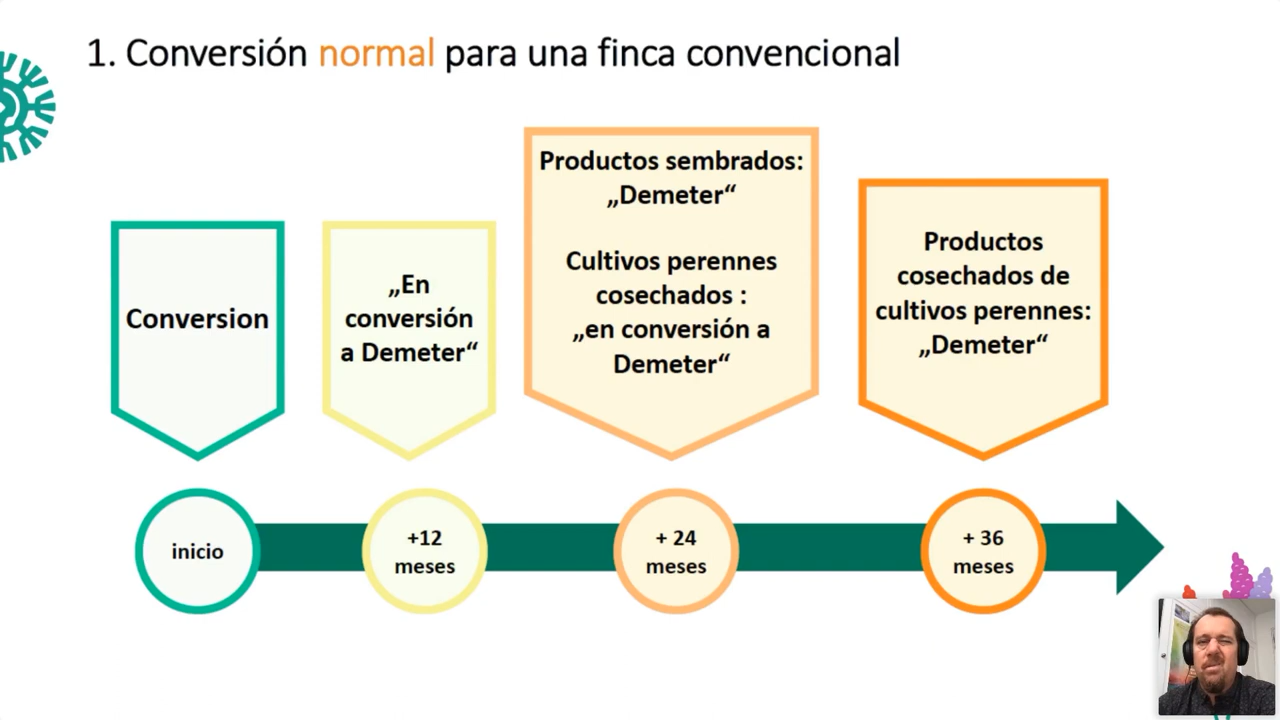 1. Conversión normal para una finca convencional
Conversion
„En
conversión
a Demeter“
Productos sembrados:
„Demeter“
Cultivos perennes
cosechados :
„en conversión a
Demeter“
Productos
cosechados de
cultivos perennes:
„Demeter“
inicio
+12
meses
+ 24
meses
+ 36
meses